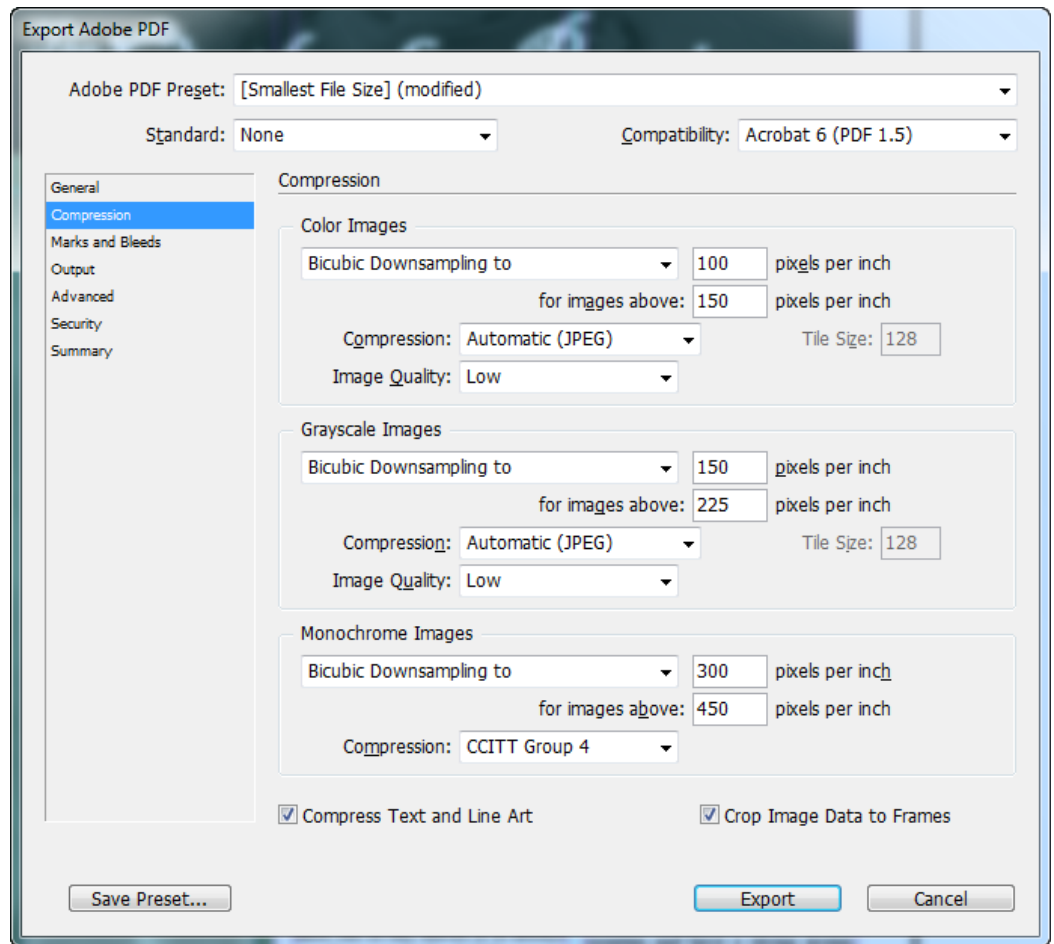 Export Adobe PDF
Adobe PDF Preset: [Smallest File Size] (modified)
Standard: None Compatibility: Acrobat 6 (PDF 1.5)
General
Compression
Marks and Bleeds
Output
Advanced
Security
Summary
Compression
Color Images
Bicubic Downsampling to 100 pixels per inch
for images above: 150 pixels per inch
Compression: Automatic (JPEG) Tile Size: 128
Image Quality: Low
Grayscale Images
Bicubic Downsampling to 150 pixels per inch
for images above: 225 pixels per inch
Compression: Automatic (JPEG) Tile Size: 128
Image Quality: Low
Monochrome Images
Bicubic Downsampling to 300 pixels per inch
for images above: 450 pixels per inch
Compression: CCITT Group 4
Compress Text and Line Art Crop Image Data to Frames
Save Preset... Export Cancel